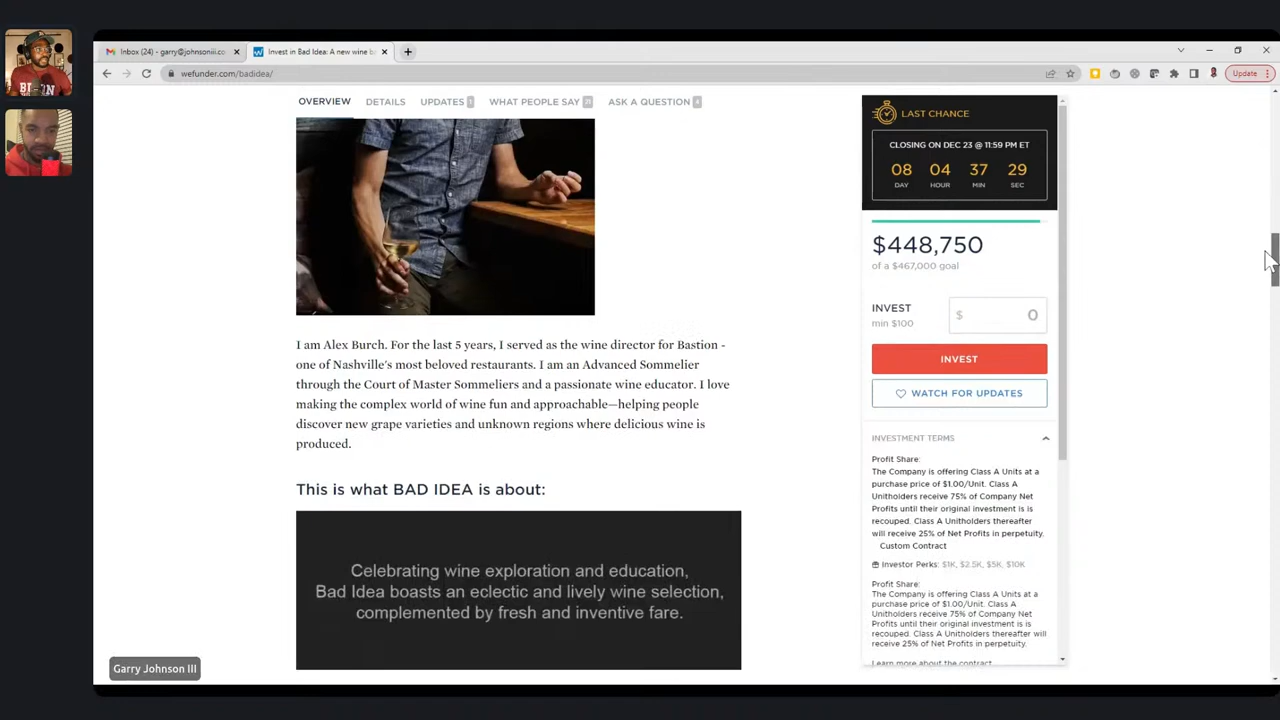 Inbox (24) - garry@johnsoniii.co
Invest in Bad Idea: A new wine b
wefunder.com/badidea/
Update
OVERVIEW
DETAILS
UPDATES 1
WHAT PEOPLE SAY 31
ASK A QUESTION 4
I am Alex Burch. For the last 5 years, I served as the wine director for Bastion -
one of Nashville's most beloved restaurants. I am an Advanced Sommelier
through the Court of Master Sommeliers and a passionate wine educator. I love
making the complex world of wine fun and approachable—helping people
discover new grape varieties and unknown regions where delicious wine is
produced.
This is what BAD IDEA is about:
Celebrating wine exploration and education,
Bad Idea boasts an eclectic and lively wine selection,
complemented by fresh and inventive fare.
LAST CHANCE
CLOSING ON DEC 23 @ 11:59 PM ET
08 04 37 29
DAY HOUR MIN SEC
$448,750
of a $467,000 goal
INVEST
min $100
$ 0
INVEST
WATCH FOR UPDATES
INVESTMENT TERMS
Profit Share:
The Company is offering Class A Units at a
purchase price of $1.00/Unit. Class A
Unitholders receive 75% of Company Net
Profits until their original investment is is
recouped. Class A Unitholders thereafter
will receive 25% of Net Profits in perpetuity.
Custom Contract
Investor Perks: $1K, $2.5K, $5K, $10K
Profit Share:
The Company is offering Class A Units at a
purchase price of $1.00/Unit. Class A
Unitholders receive 75% of Company Net
Profits until their original investment is is
recouped. Class A Unitholders thereafter will
receive 25% of Net Profits in perpetuity.
Learn more about the contract
Garry Johnson III